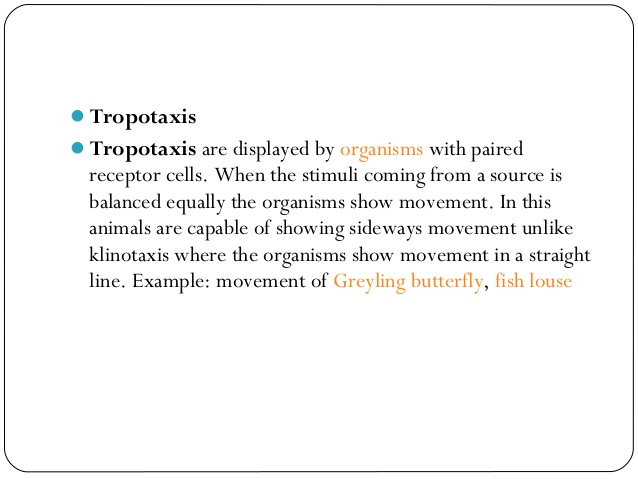 Tropotaxis
Tropotaxis are displayed by organisms with paired
receptor cells. When the stimuli coming from a source is
balanced equally the organisms show movement. In this
animals are capable of showing sideways movement unlike
klinotaxis where the organisms show movement in a straight
line. Example: movement of Greyling butterfly, fish louse